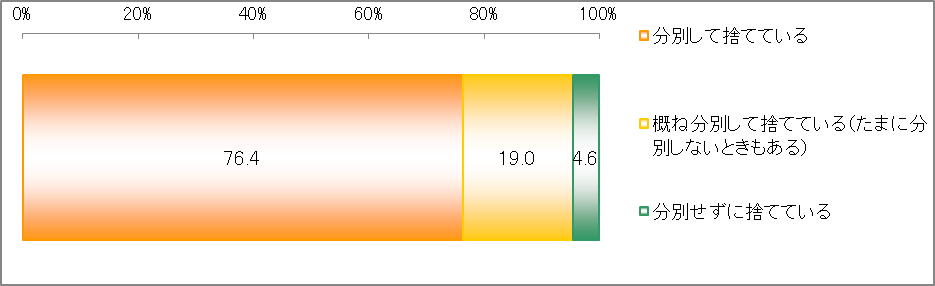 0% 20% 40% 60% 80% 100%
分別して捨てている
概ね分別して捨てている(たまに分
別しないときもある)
76.4 19.0 4.6
分別せずに捨てている